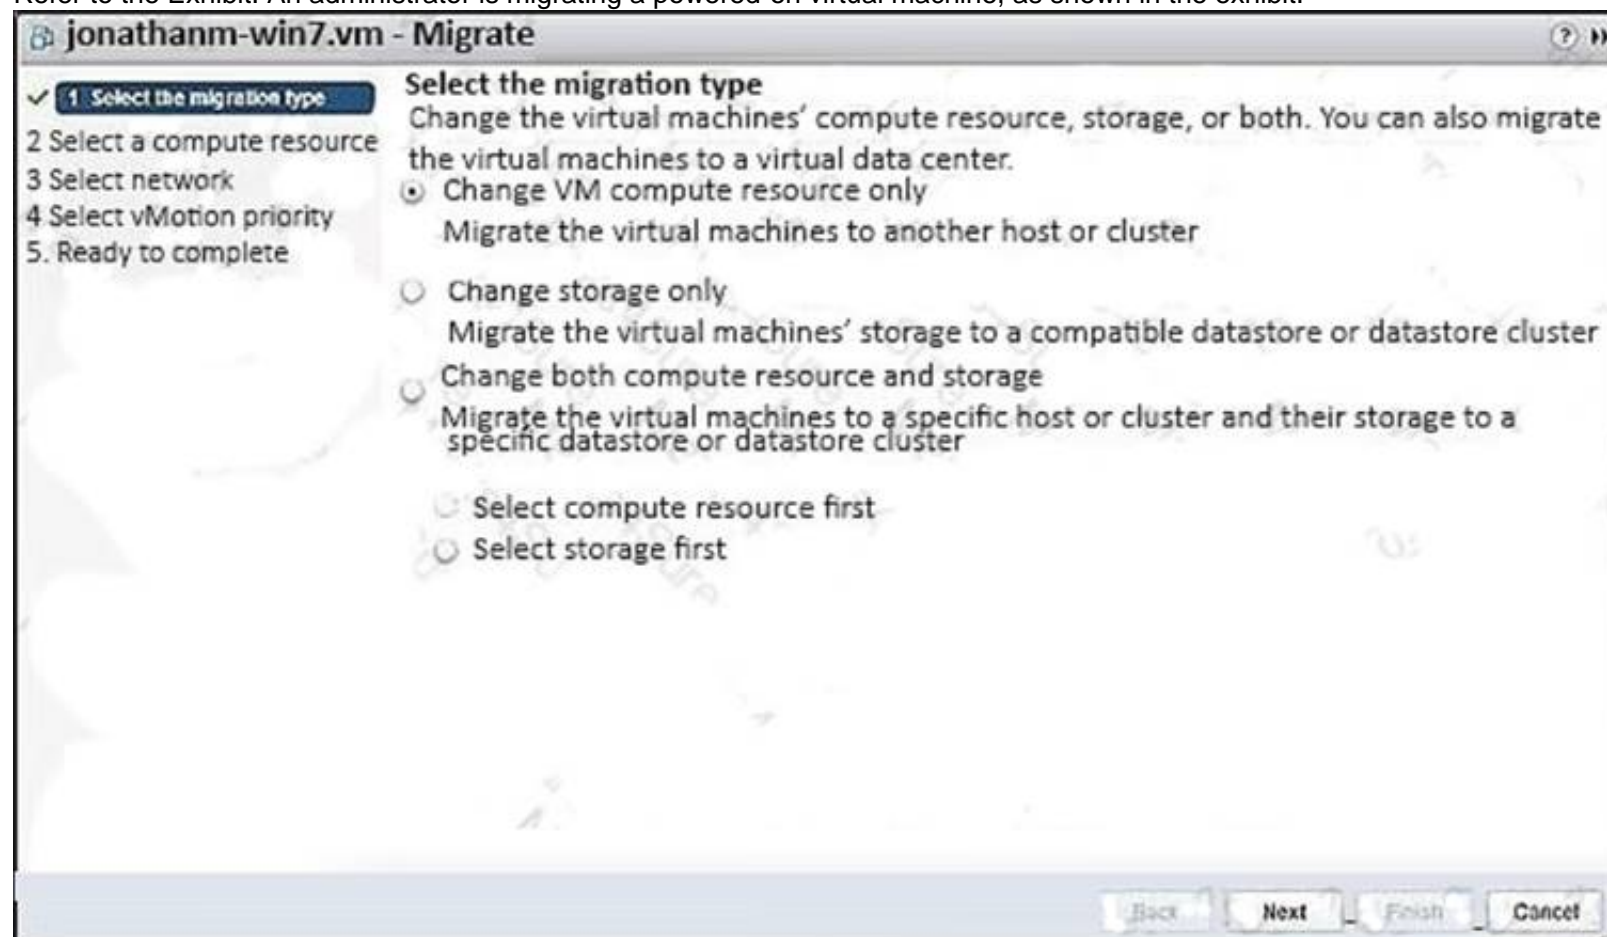 Refer to the Exhibit. An administrator is migrating a powered-on virtual machine, as shown in the exhibit.
jonathanm-win7.vm - Migrate
1 Select the migration type
2 Select a compute resource
3 Select network
4 Select vMotion priority
5. Ready to complete
Select the migration type
Change the virtual machines' compute resource, storage, or both. You can also migrate
the virtual machines to a virtual data center.
Change VM compute resource only
Migrate the virtual machines to another host or cluster
Change storage only
Migrate the virtual machines' storage to a compatible datastore or datastore cluster
Change both compute resource and storage
Migrate the virtual machines to a specific host or cluster and their storage to a
specific datastore or datastore cluster
Select compute resource first
Select storage first
Back Next Finish Cancel